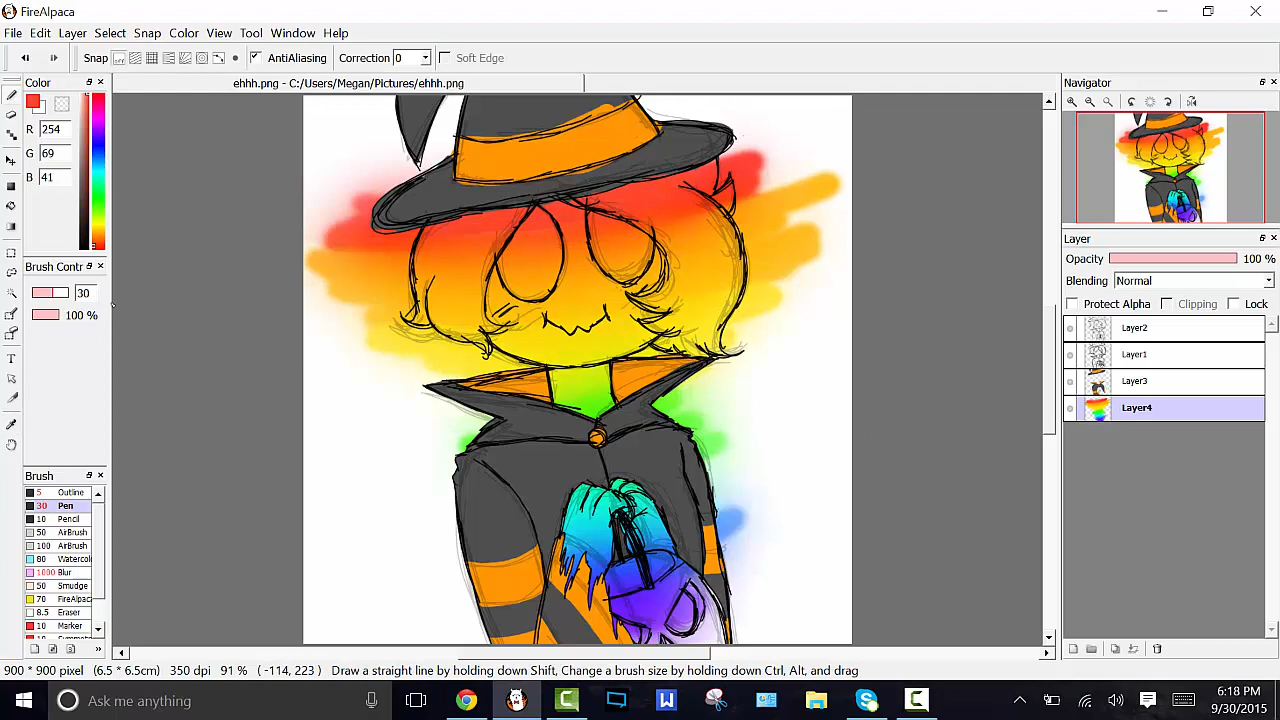 FireAlpaca
File Edit Layer Select Snap Color View Tool Window Help
Snap AntiAliasing Correction 0 Soft Edge
Color
ehhh.png - C:/Users/Megan/Pictures/ehhh.png
Navigator
R 254
G 69
B 41
Brush Contr
30
100 %
Layer
Opacity 100 %
Blending Normal
Protect Alpha Clipping Lock
Layer2
Layer1
Layer3
Layer4
Brush
5 Outline
30 Pen
10 Pencil
50 AirBrush
100 AirBrush
80 Watercolo
1000 Blur
50 Smudge
70 FireAlpaca
8.5 Eraser
10 Marker
900 * 900 pixel (6.5 * 6.5cm) 350 dpi 91 % ( -114, 223) Draw a straight line by holding down Shift, Change a brush size by holding down Ctrl, Alt, and drag
Ask me anything
6:18 PM
9/30/2015